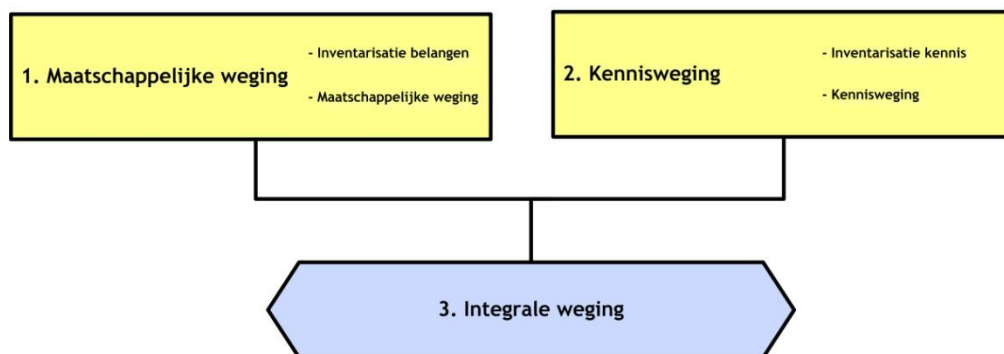 1. Maatschappelijke weging
- Inventarisatie belangen
- Maatschappelijke weging
2. Kennisweging
- Inventarisatie kennis
- Kennisweging
3. Integrale weging